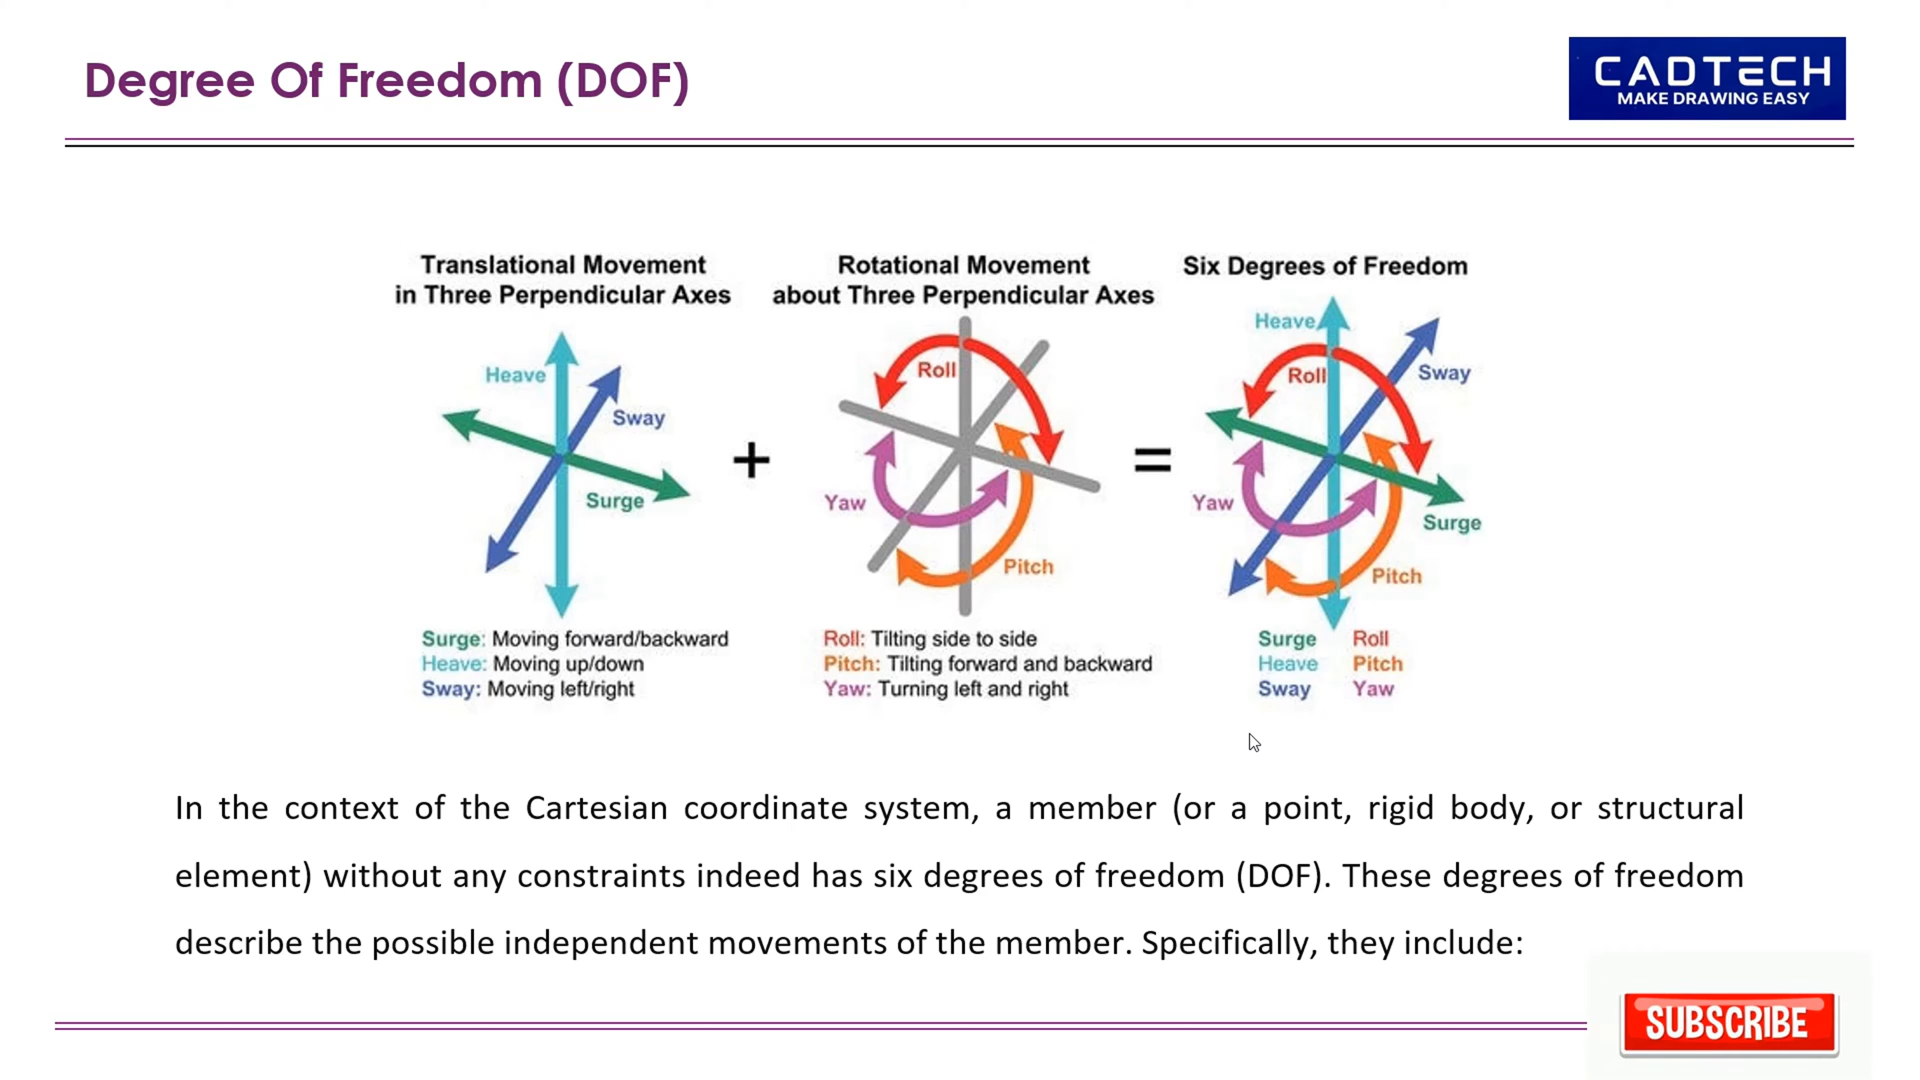 Degree Of Freedom (DOF)
CADTECH
MAKE DRAWING EASY
Translational Movement
in Three Perpendicular Axes
Heave
Sway
Surge
Surge: Moving forward/backward
Heave: Moving up/down
Sway: Moving left/right
+
Rotational Movement
about Three Perpendicular Axes
Roll
Yaw
Pitch
Roll: Tilting side to side
Pitch: Tilting forward and backward
Yaw: Turning left and right
=
Six Degrees of Freedom
Heave
Roll
Sway
Yaw
Surge
Pitch
Surge Roll
Heave Pitch
Sway Yaw
In the context of the Cartesian coordinate system, a member (or a point, rigid body, or structural
element) without any constraints indeed has six degrees of freedom (DOF). These degrees of freedom
describe the possible independent movements of the member. Specifically, they include:
SUBSCRIBE